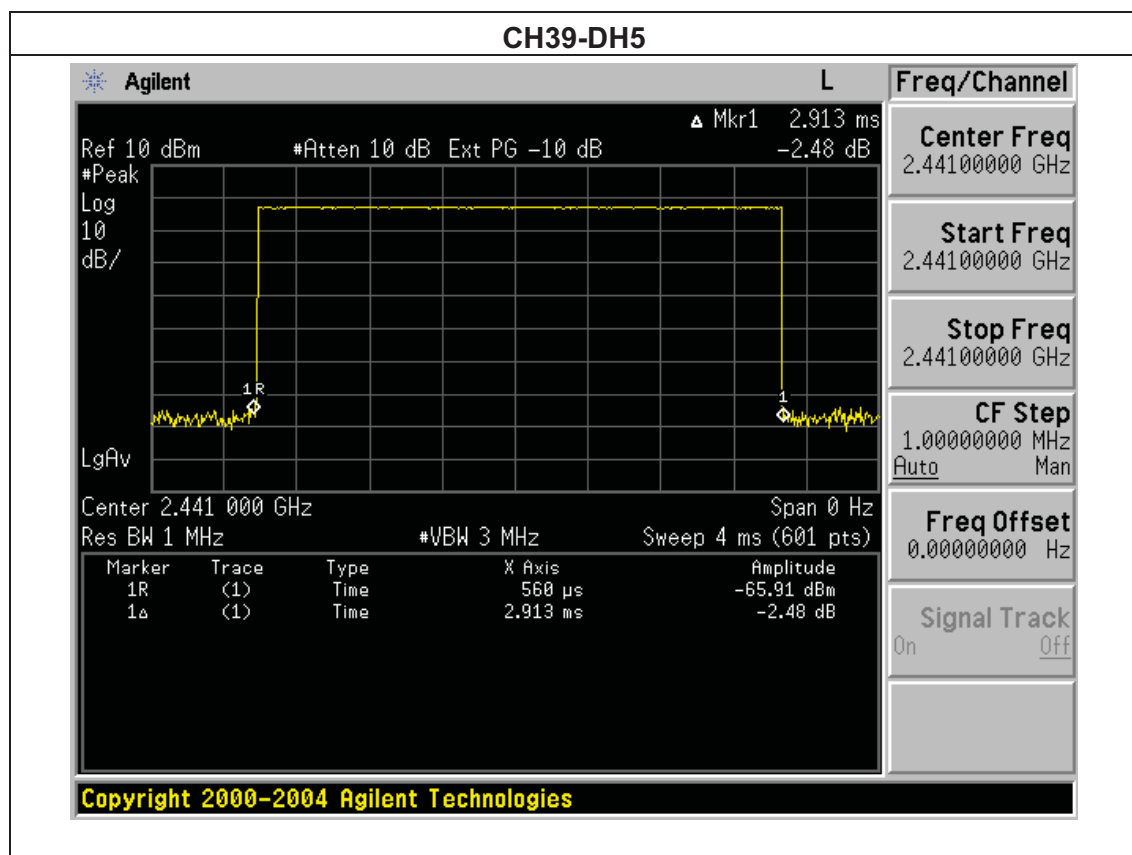 CH39-DH5
Agilent L
Δ Mkr1 2.913 ms
Ref 10 dBm #Atten 10 dB Ext PG -10 dB -2.48 dB
#Peak
Log
10
dB/
1R
1
LgAv
Center 2.441 000 GHz Span 0 Hz
Res BW 1 MHz #VBW 3 MHz Sweep 4 ms (601 pts)
Marker Trace Type X Axis Amplitude
1R (1) Time 560 µs -65.91 dBm
1Δ (1) Time 2.913 ms -2.48 dB
Freq/Channel
Center Freq
2.44100000 GHz
Start Freq
2.44100000 GHz
Stop Freq
2.44100000 GHz
CF Step
1.00000000 MHz
Auto Man
Freq Offset
0.00000000 Hz
Signal Track
On Off
Copyright 2000-2004 Agilent Technologies